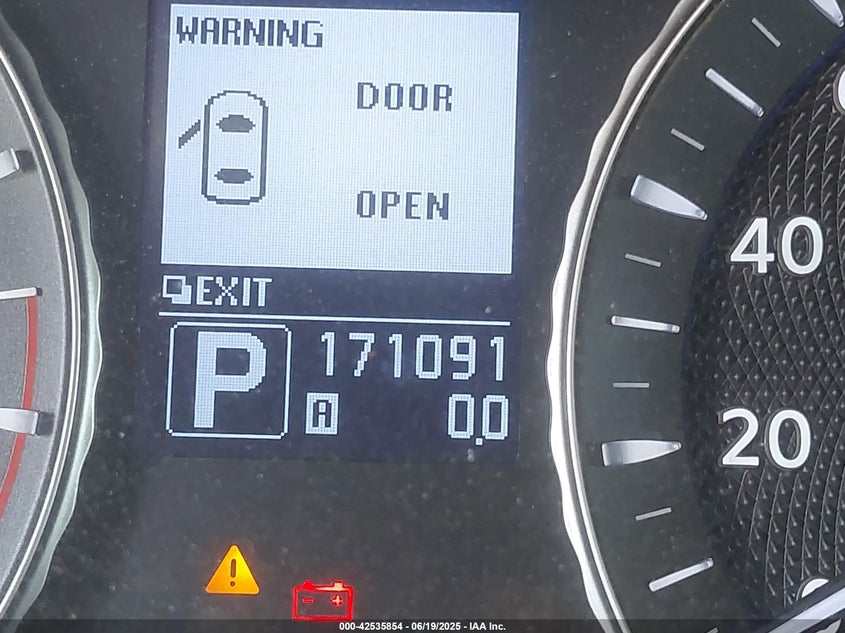 WARNING
DOOR
OPEN
EXIT
P
171091
A 0.0
40
20
000-42535854 - 06/19/2025 - IAA Inc.